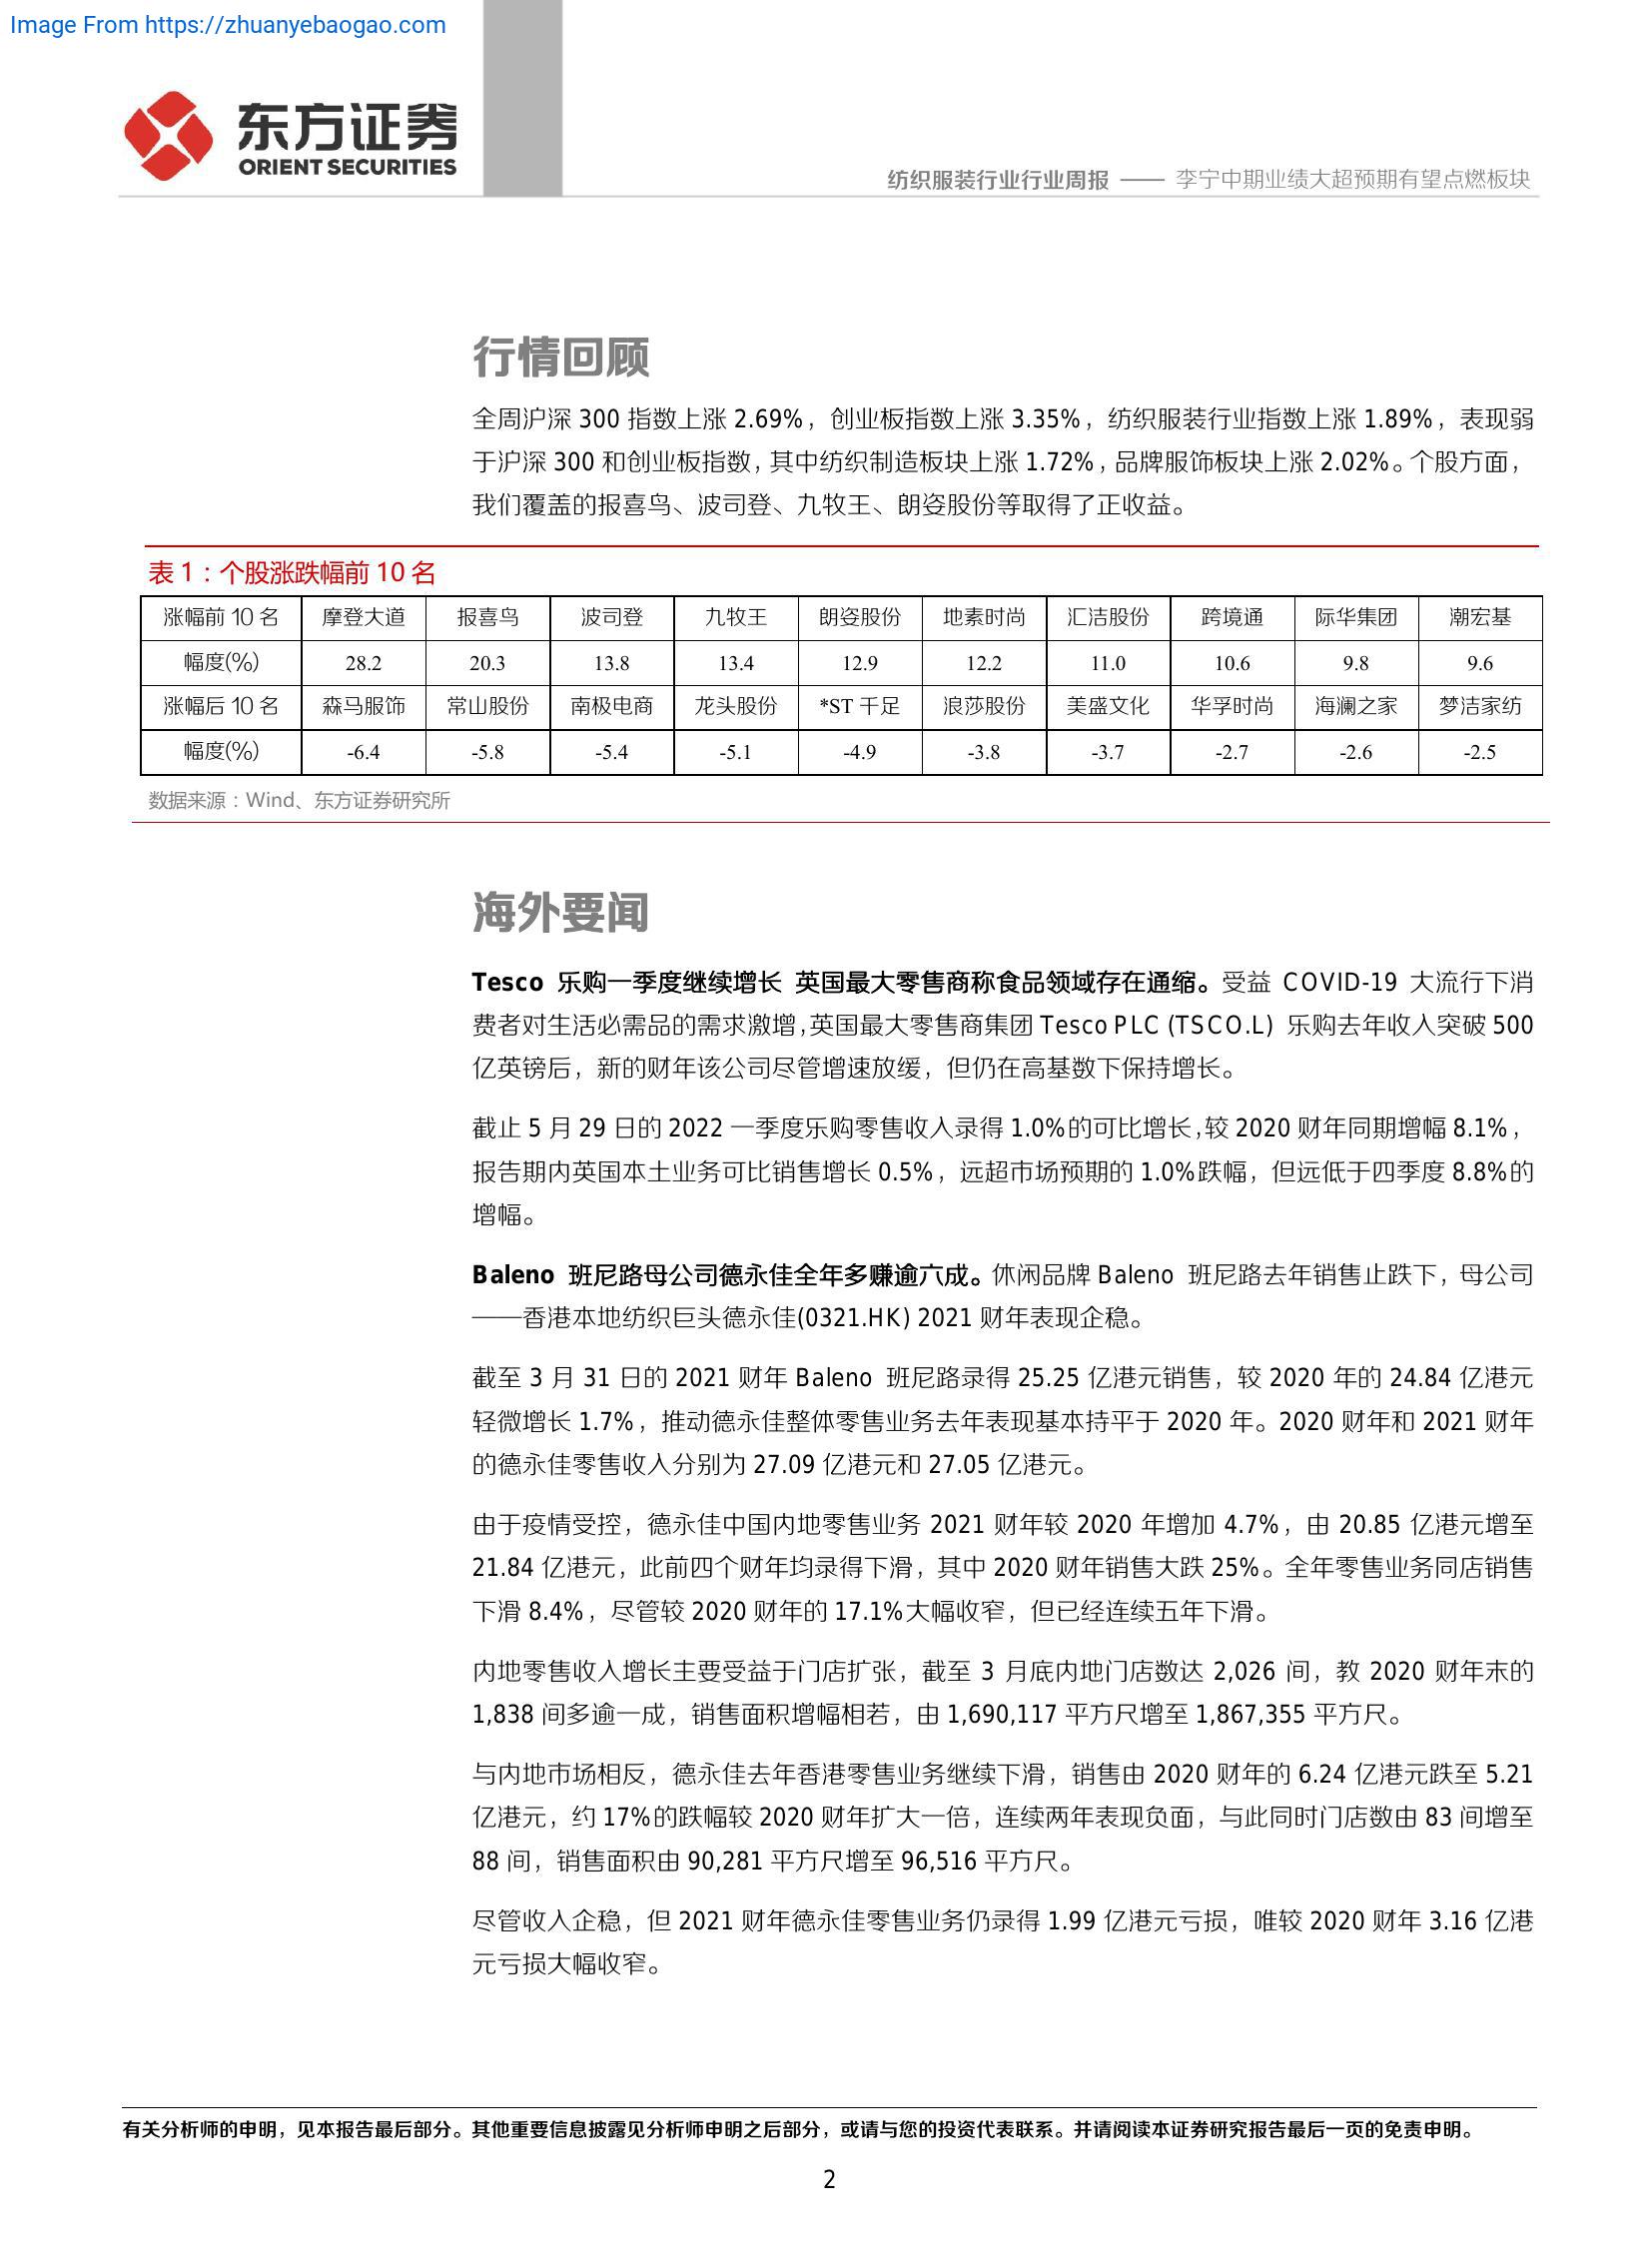 Image From https://zhuanyebaogao.com
东方证券
ORIENT SECURITIES
纺织服装行业行业周报 —— 李宁中期业绩大超预期有望点燃板块
行情回顾
全周沪深 300 指数上涨 2.69%，创业板指数上涨 3.35%，纺织服装行业指数上涨 1.89%，表现弱
于沪深 300 和创业板指数，其中纺织制造板块上涨 1.72%，品牌服饰板块上涨 2.02%。个股方面，
我们覆盖的报喜鸟、波司登、九牧王、朗姿股份等取得了正收益。
表 1：个股涨跌幅前 10 名
涨幅前 10 名 摩登大道 报喜鸟 波司登 九牧王 朗姿股份 地素时尚 汇洁股份 跨境通 际华集团 潮宏基
幅度(%) 28.2 20.3 13.8 13.4 12.9 12.2 11.0 10.6 9.8 9.6
涨幅后 10 名 森马服饰 常山股份 南极电商 龙头股份 *ST 干足 浪莎股份 美盛文化 华孚时尚 海澜之家 梦洁家纺
幅度(%) -6.4 -5.8 -5.4 -5.1 -4.9 -3.8 -3.7 -2.7 -2.6 -2.5
数据来源：Wind、东方证券研究所
海外要闻
Tesco 乐购一季度继续增长 英国最大零售商称食品领域存在通缩。受益 COVID-19 大流行下消
费者对生活必需品的需求激增，英国最大零售商集团 Tesco PLC (TSCO.L) 乐购去年收入突破 500
亿英镑后，新的财年该公司尽管增速放缓，但仍在高基数下保持增长。
截止 5 月 29 日的 2022 一季度乐购零售收入录得 1.0%的可比增长，较 2020 财年同期增幅 8.1%，
报告期内英国本土业务可比销售增长 0.5%，远超市场预期的 1.0%跌幅，但远低于四季度 8.8%的
增幅。
Baleno 班尼路母公司德永佳全年多赚逾六成。休闲品牌 Baleno 班尼路去年销售止跌下，母公司
——香港本地纺织巨头德永佳(0321.HK) 2021 财年表现企稳。
截至 3 月 31 日的 2021 财年 Baleno 班尼路录得 25.25 亿港元销售，较 2020 年的 24.84 亿港元
轻微增长 1.7%，推动德永佳整体零售业务去年表现基本持平于 2020 年。2020 财年和 2021 财年
的德永佳零售收入分别为 27.09 亿港元和 27.05 亿港元。
由于疫情受控，德永佳中国内地零售业务 2021 财年较 2020 年增加 4.7%，由 20.85 亿港元增至
21.84 亿港元，此前四个财年均录得下滑，其中 2020 财年销售大跌 25%。全年零售业务同店销售
下滑 8.4%，尽管较 2020 财年的 17.1%大幅收窄，但已经连续五年下滑。
内地零售收入增长主要受益于门店扩张，截至 3 月底内地门店数达 2,026 间，教 2020 财年末的
1,838 间多逾一成，销售面积增幅相若，由 1,690,117 平方尺增至 1,867,355 平方尺。
与内地市场相反，德永佳去年香港零售业务继续下滑，销售由 2020 财年的 6.24 亿港元跌至 5.21
亿港元，约 17%的跌幅较 2020 财年扩大一倍，连续两年表现负面，与此同时门店数由 83 间增至
88 间，销售面积由 90,281 平方尺增至 96,516 平方尺。
尽管收入企稳，但 2021 财年德永佳零售业务仍录得 1.99 亿港元亏损，唯较 2020 财年 3.16 亿港
元亏损大幅收窄。
有关分析师的申明，见本报告最后部分。其他重要信息披露见分析师申明之后部分，或请与您的投资代表联系。并请阅读本证券研究报告最后一页的免责申明。
2